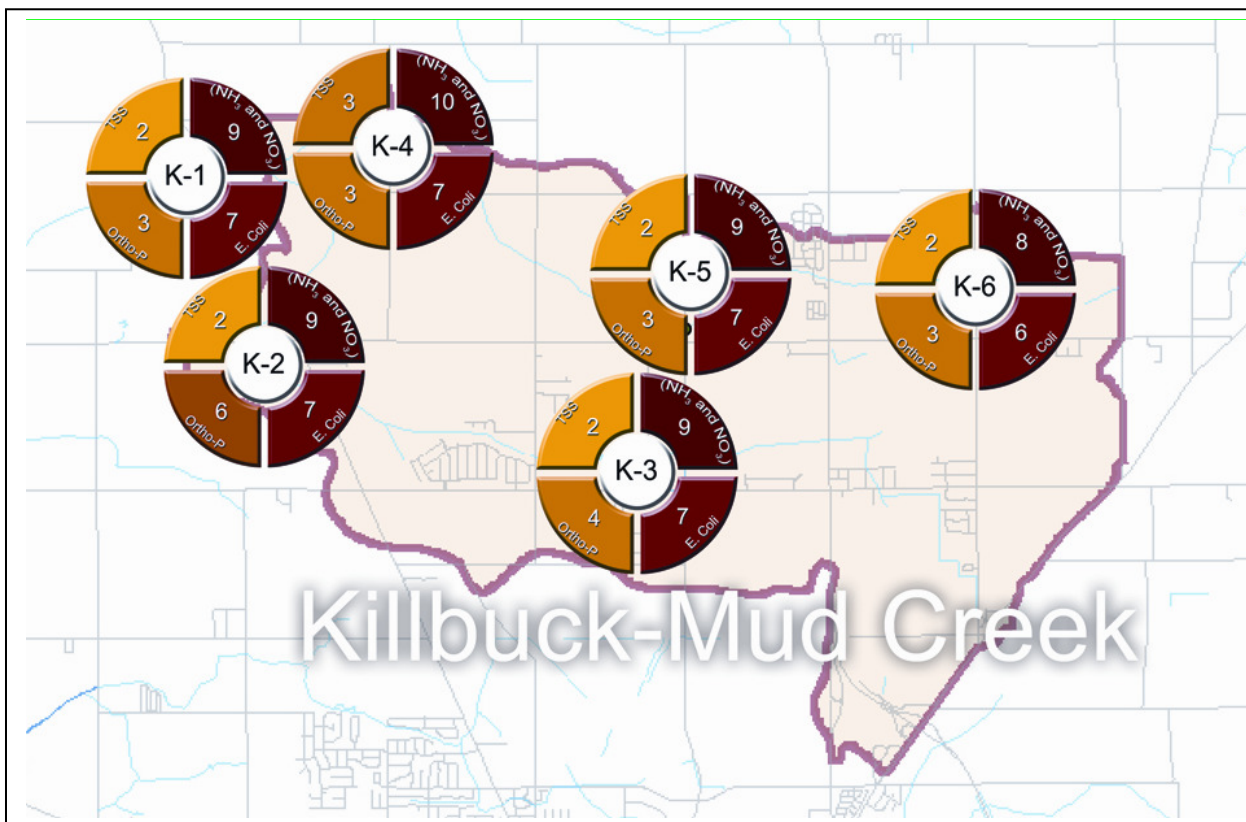 TSS
2
(NH₃ and NO₃)
9
K-1
3
Ortho-P
7
E. Coli
TSS
3
(NH₃ and NO₃)
10
K-4
3
Ortho-P
7
E. Coli
TSS
2
(NH₃ and NO₃)
9
K-5
3
Ortho-P
7
E. Coli
TSS
2
(NH₃ and NO₃)
8
K-6
3
Ortho-P
6
E. Coli
TSS
2
(NH₃ and NO₃)
9
K-2
6
Ortho-P
7
E. Coli
TSS
2
(NH₃ and NO₃)
9
K-3
4
Ortho-P
7
E. Coli
Killbuck-Mud Creek